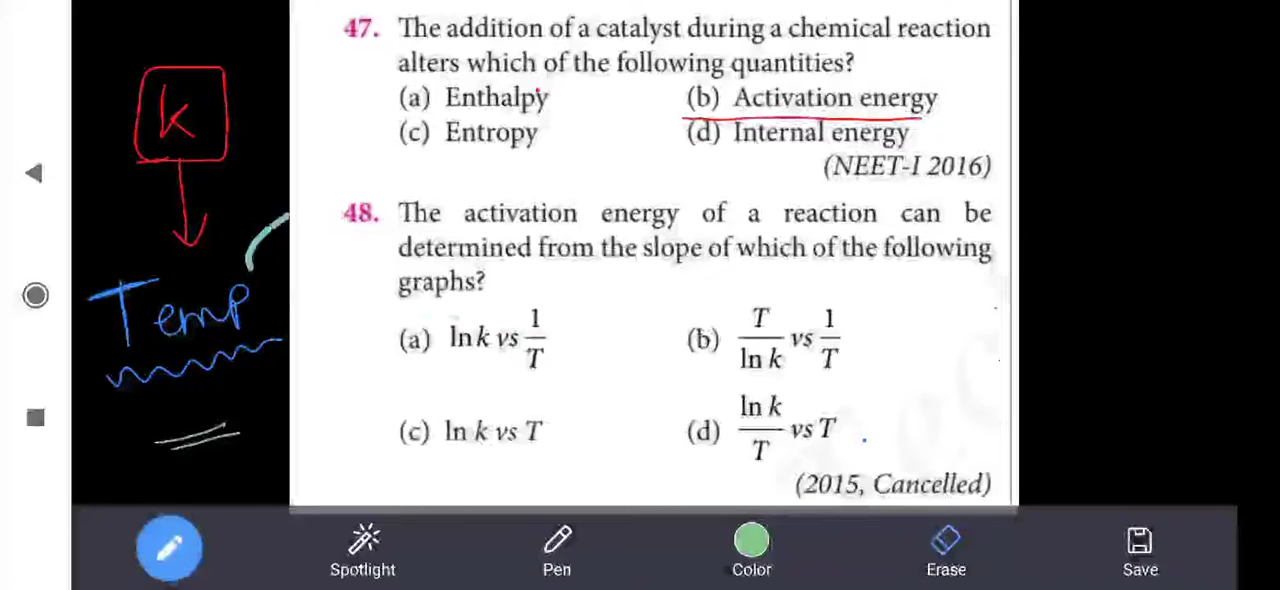 k
Temp
47. The addition of a catalyst during a chemical reaction
alters which of the following quantities?
(a) Enthalpy (b) Activation energy
(c) Entropy (d) Internal energy
(NEET-I 2016)
48. The activation energy of a reaction can be
determined from the slope of which of the following
graphs?
(a) ln k vs 1/T (b) T/ln k vs 1/T
(c) ln k vs T (d) ln k/T vs T
(2015, Cancelled)
Spotlight Pen Color Erase Save